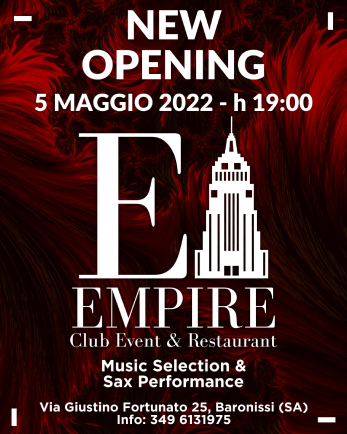 NEW
OPENING
5 MAGGIO 2022 - h 19:00
E
EMPIRE
Club Event & Restaurant
Music Selection &
Sax Performance
Via Giustino Fortunato 25, Baronissi (SA)
Info: 349 6131975